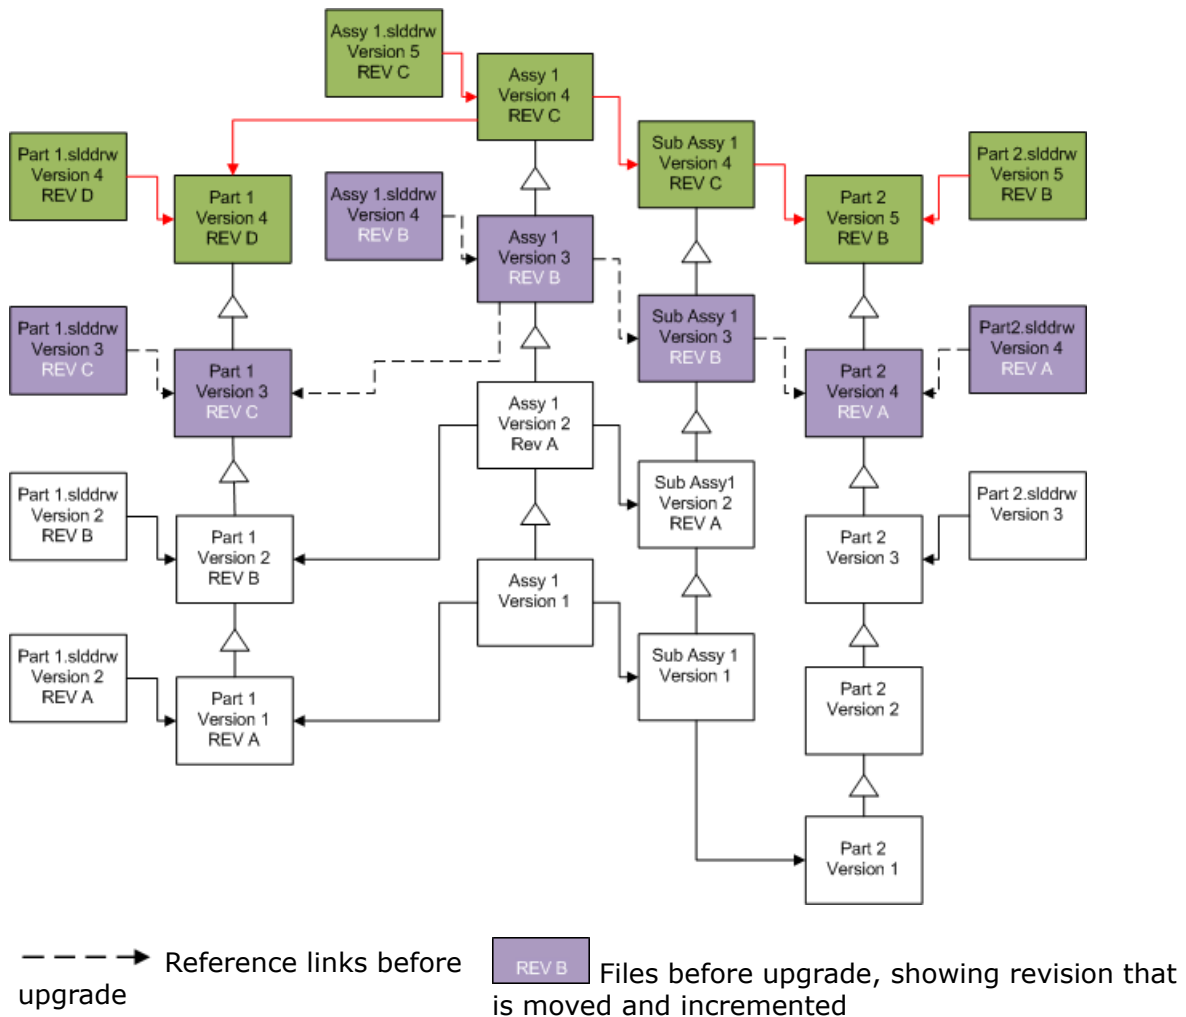 Assy 1.slddrw
Version 5
REV C
Assy 1
Version 4
REV C
Sub Assy 1
Version 4
REV C
Part 1.slddrw
Version 4
REV D
Part 2.slddrw
Version 5
REV B
Part 1
Version 4
REV D
Assy 1.slddrw
Version 4
REV B
Part 2
Version 5
REV B
Assy 1
Version 3
REV B
Part 1.slddrw
Version 3
REV C
Sub Assy 1
Version 3
REV B
Part2.slddrw
Version 4
REV A
Part 1
Version 3
REV C
Part 2
Version 4
REV A
Assy 1
Version 2
Rev A
Part 1.slddrw
Version 2
REV B
Sub Assy1
Version 2
REV A
Part 2.slddrw
Version 3
Part 1
Version 2
REV B
Part 2
Version 3
Assy 1
Version 1
Part 1.slddrw
Version 2
REV A
Sub Assy 1
Version 1
Part 1
Version 1
REV A
Part 2
Version 2
Part 2
Version 1
Reference links before
upgrade
REV B
Files before upgrade, showing revision that
is moved and incremented